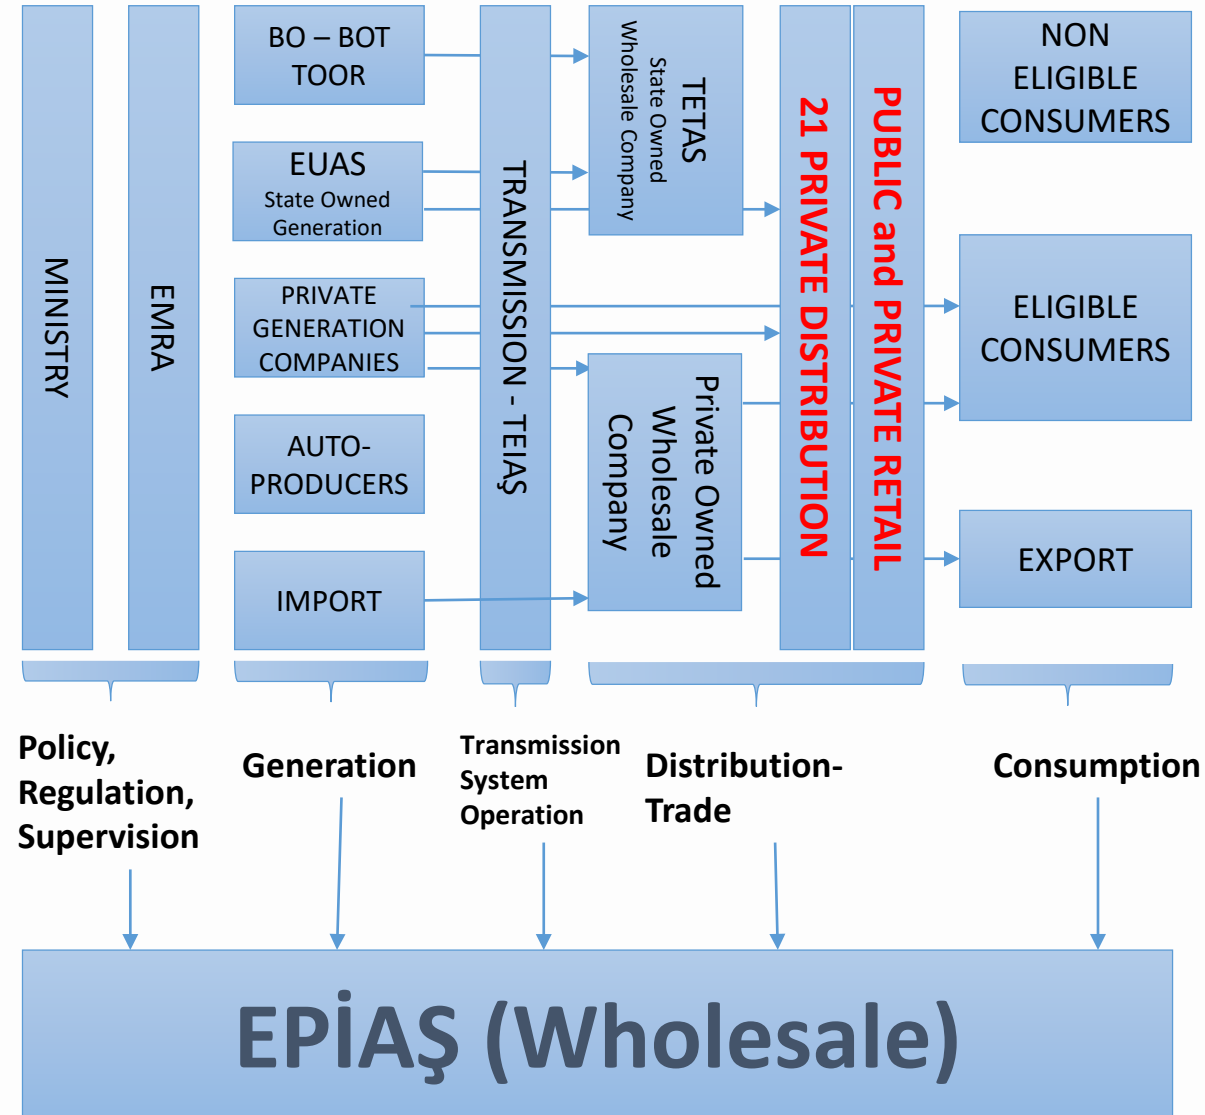 MINISTRY
EMRA
BO – BOT
TOOR
EUAS
State Owned
Generation
PRIVATE
GENERATION
COMPANIES
AUTO-
PRODUCERS
IMPORT
TRANSMISSION - TEIAŞ
TETAS
State Owned
Wholesale Company
Private Owned
Wholesale
Company
21 PRIVATE DISTRIBUTION
PUBLIC and PRIVATE RETAIL
NON
ELIGIBLE
CONSUMERS
ELIGIBLE
CONSUMERS
EXPORT
Policy,
Regulation,
Supervision
Generation
Transmission
System
Operation
Distribution-
Trade
Consumption
EPİAŞ (Wholesale)